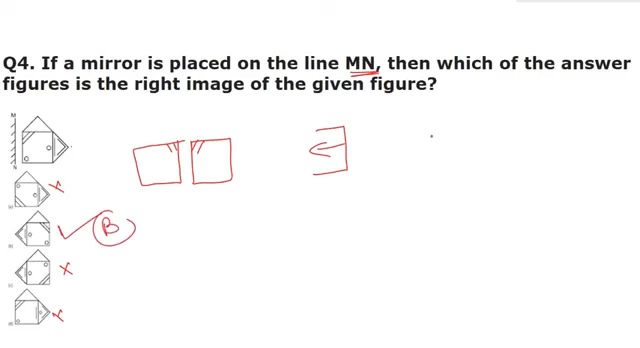 Q4. If a mirror is placed on the line MN, then which of the answer
figures is the right image of the given figure?
M
N
(a)
(b)
B
(c)
(d)